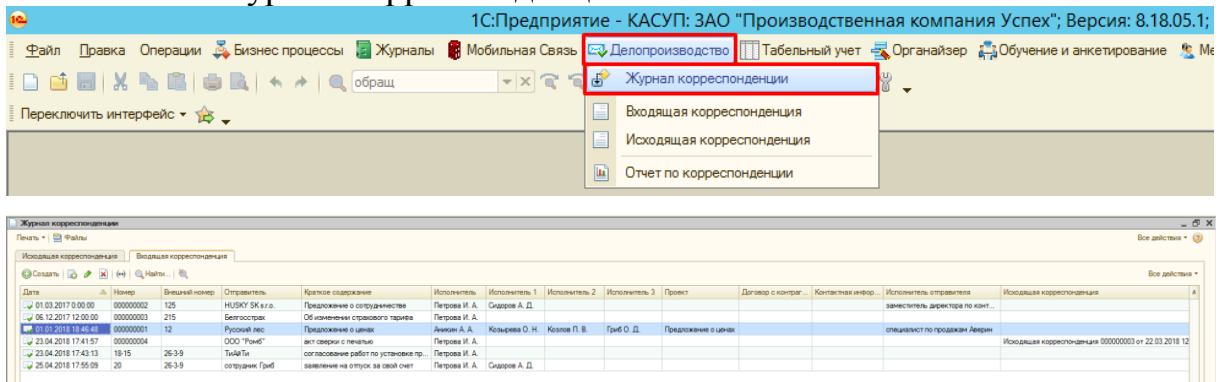 1С:Предприятие - КАСУП: ЗАО "Производственная компания Успех"; Версия: 8.18.05.1;
Файл Правка Операции Бизнес процессы Журналы Мобильная Связь Делопроизводство Табельный учет Органайзер Обучение и анкетирование Ме
обращ
Журнал корреспонденции
Переключить интерфейс
Входящая корреспонденция
Исходящая корреспонденция
Отчет по корреспонденции
Журнал корреспонденции
Печать Файлы Все действия
Исходящая корреспонденция Входящая корреспонденция
Создать Найти... Все действия
Дата Номер Внешний номер Отправитель Краткое содержание Исполнитель Исполнитель 1 Исполнитель 2 Исполнитель 3 Проект Договор с контраг... Контактная инфор... Исполнитель отправителя Исходящая корреспонденция
01.03.2017 0:00:00 000000002 125 HUSKY SK s.r.o. Предложение о сотрудничестве Петрова И. А. Сидоров А. Д. заместитель директора по конт...
06.12.2017 12:00:00 000000003 215 Белгосстрах Об изменении страхового тарифа Петрова И. А.
01.01.2018 18:46:48 000000001 12 Русский лес Предложение о ценах Аникин А. А. Козырева О. Н. Козлов П. В. Гриб О. Д. Предложение о ценах специалист по продажам Аверин
23.04.2018 17:41:57 000000004 ООО "Ромб" акт сверки с печатью Петрова И. А. Исходящая корреспонденция 000000003 от 22.03.2018 12
23.04.2018 17:43:13 18-15 26-3-9 ТиАйТи согласование работ по установке пр... Петрова И. А.
25.04.2018 17:55:09 20 26-3-9 сотрудник Гриб заявление на отпуск за свой счет Петрова И. А. Сидоров А. Д.